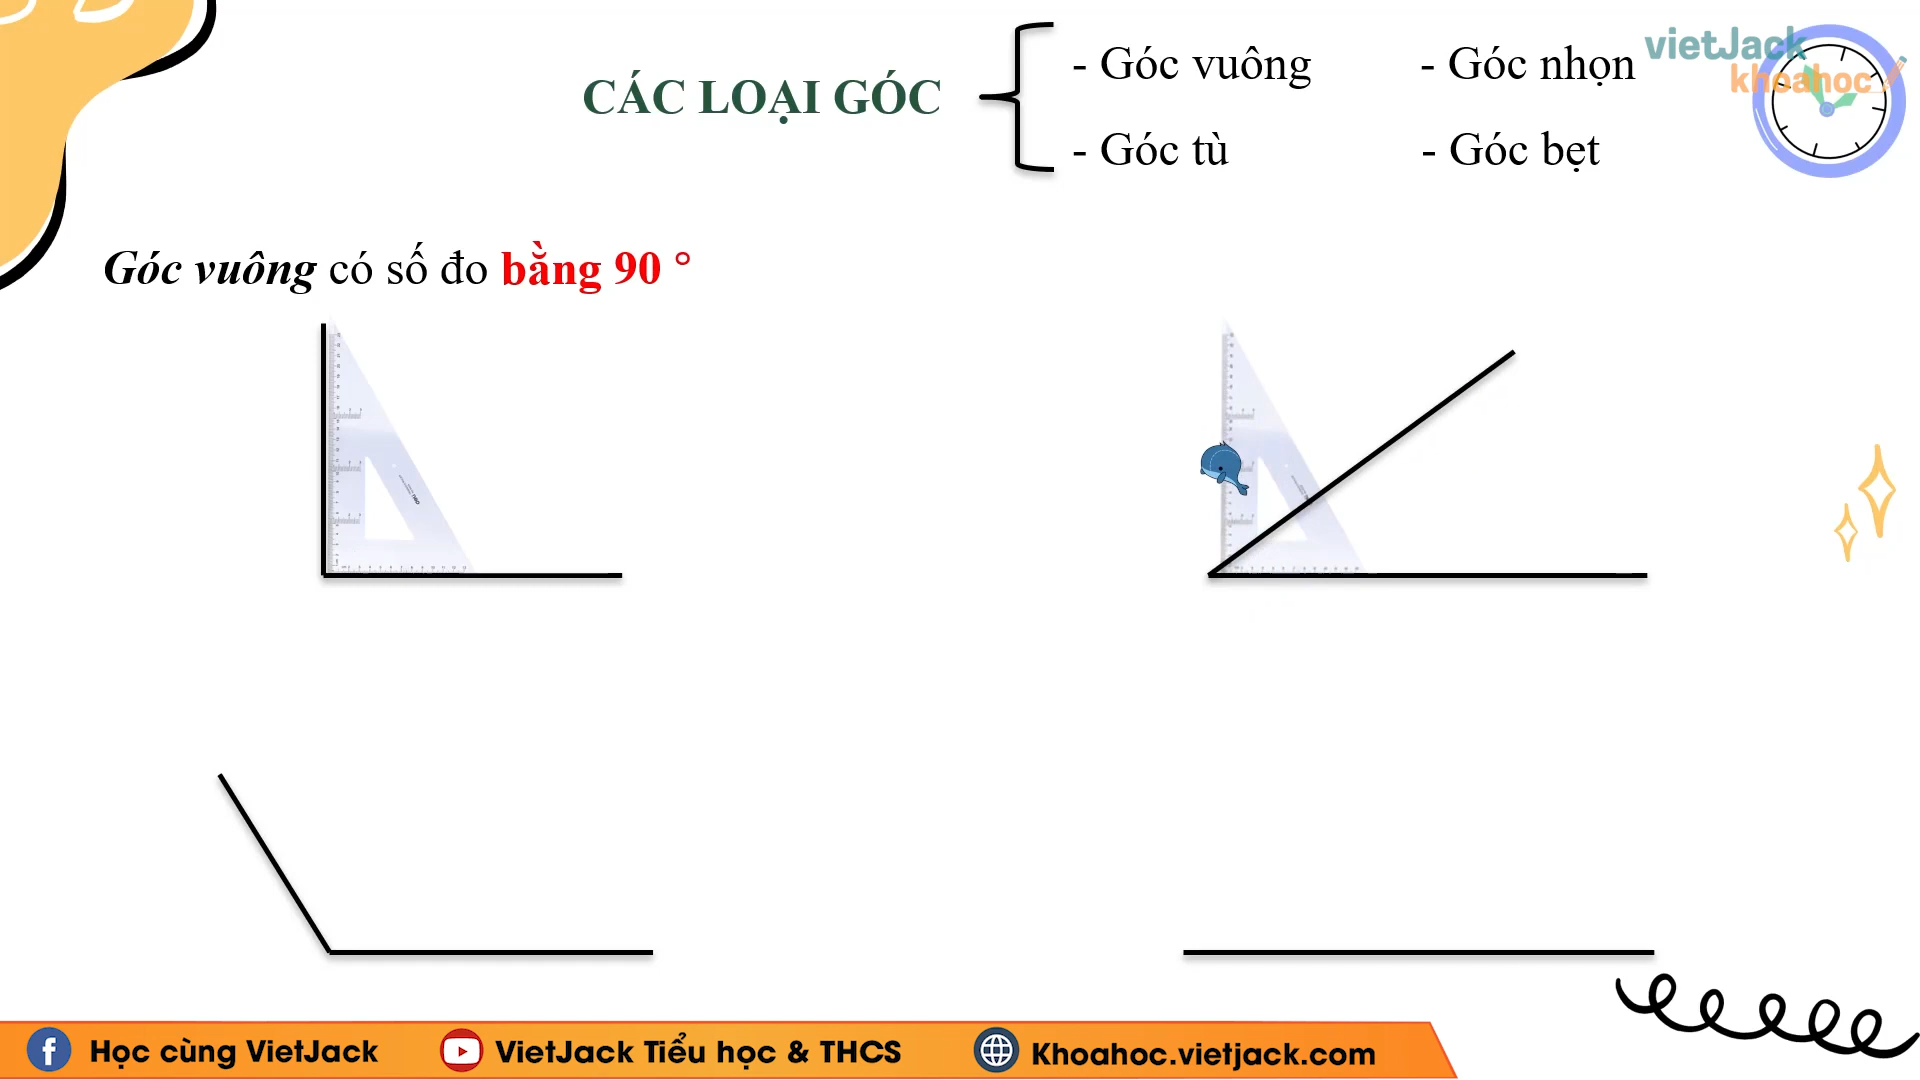 CÁC LOẠI GÓC
- Góc vuông
- Góc nhọn
- Góc tù
- Góc bẹt
vietJack
khoahoc
Góc vuông có số đo bằng 90 °
Học cùng VietJack
VietJack Tiểu học & THCS
Khoahoc.vietjack.com